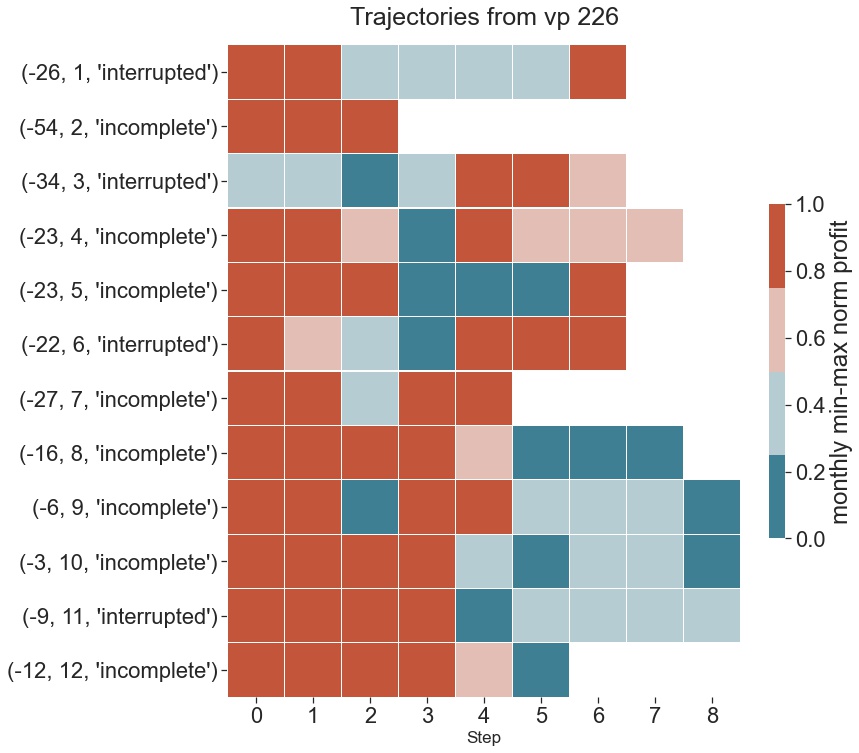 Trajectories from vp 226
(-26, 1, 'interrupted')
(-54, 2, 'incomplete')
(-34, 3, 'interrupted')
(-23, 4, 'incomplete')
(-23, 5, 'incomplete')
(-22, 6, 'interrupted')
(-27, 7, 'incomplete')
(-16, 8, 'incomplete')
(-6, 9, 'incomplete')
(-3, 10, 'incomplete')
(-9, 11, 'interrupted')
(-12, 12, 'incomplete')
0 1 2 3 4 5 6 7 8
Step
1.0
0.8
0.6
0.4
0.2
0.0
monthly min-max norm profit